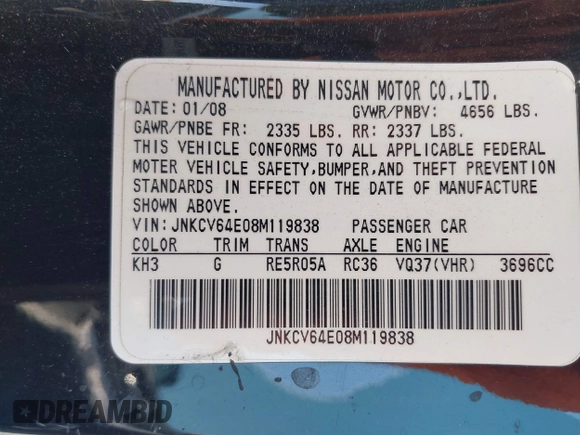 MANUFACTURED BY NISSAN MOTOR CO.,LTD.
DATE: 01/08 GVWR/PNBV: 4656 LBS.
GAWR/PNBE FR: 2335 LBS. RR: 2337 LBS.
THIS VEHICLE CONFORMS TO ALL APPLICABLE FEDERAL
MOTOR VEHICLE SAFETY,BUMPER,AND THEFT PREVENTION
STANDARDS IN EFFECT ON THE DATE OF MANUFACTURE
SHOWN ABOVE.
VIN: JNKCV64E08M119838 PASSENGER CAR
COLOR TRIM TRANS AXLE ENGINE
KH3 G RE5R05A RC36 VQ37(VHR) 3696CC
JNKCV64E08M119838
DREAMBID